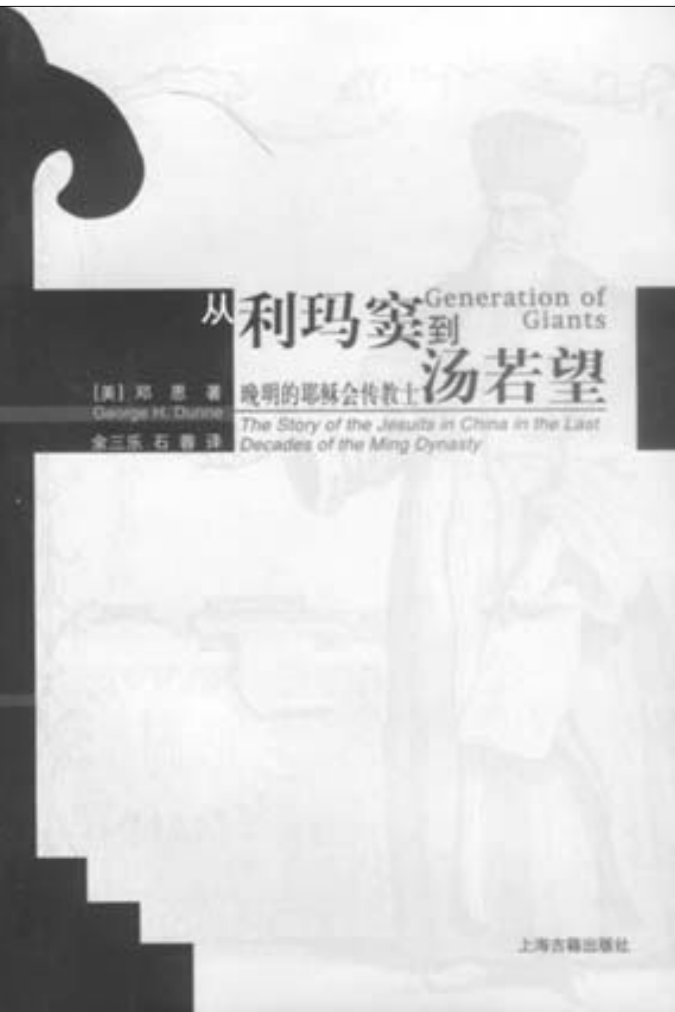 从利玛窦到汤若望
Generation of
Giants
晚明的耶稣会传教士
The Story of the Jesuits in China in the Last
Decades of the Ming Dynasty
[美] 邓恩 著
George H. Dunne
余三乐 石蓉 译
上海古籍出版社